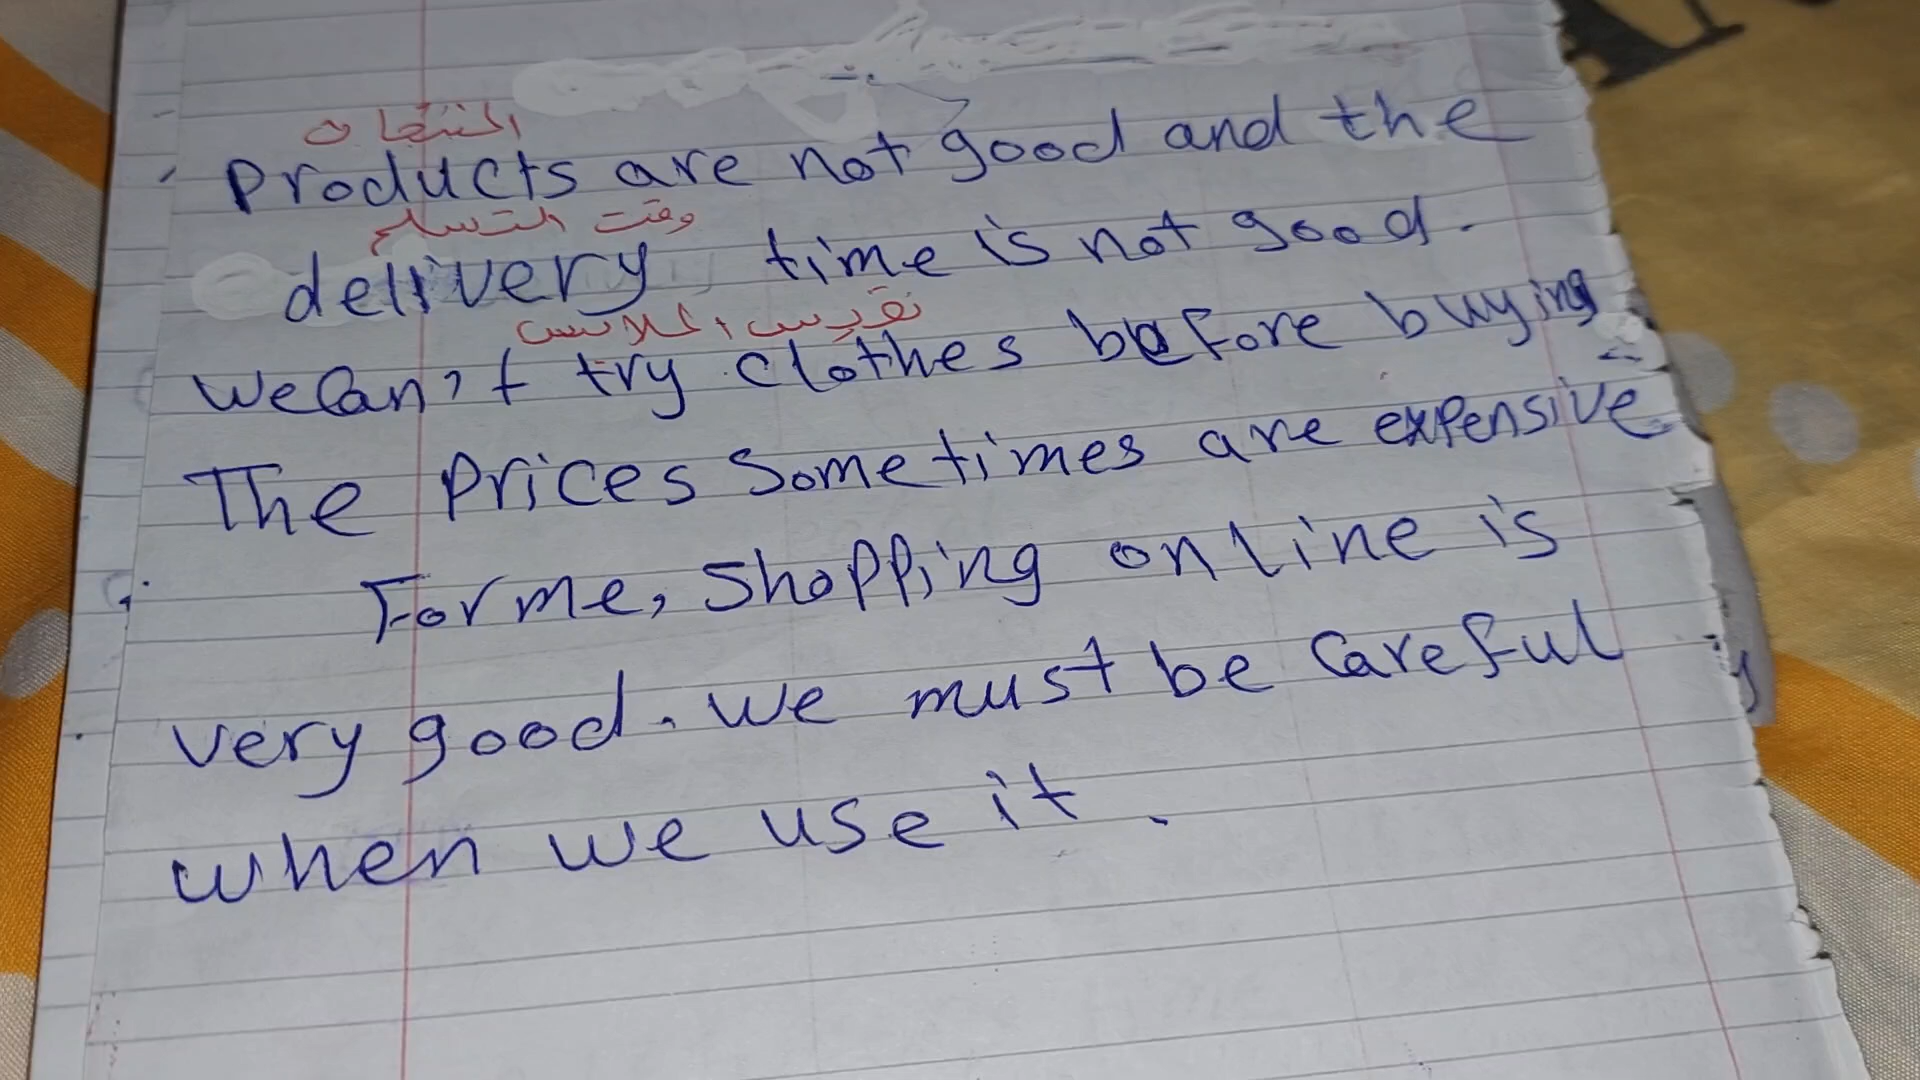 المنتجات
Products are not good and the
وقت التسلم
delivery time is not good.
نقيس الملابس
we Can't try clothes before buying
The Prices Sometimes are expensive
For me, Shopping online is
very good. we must be Careful
when we use it.